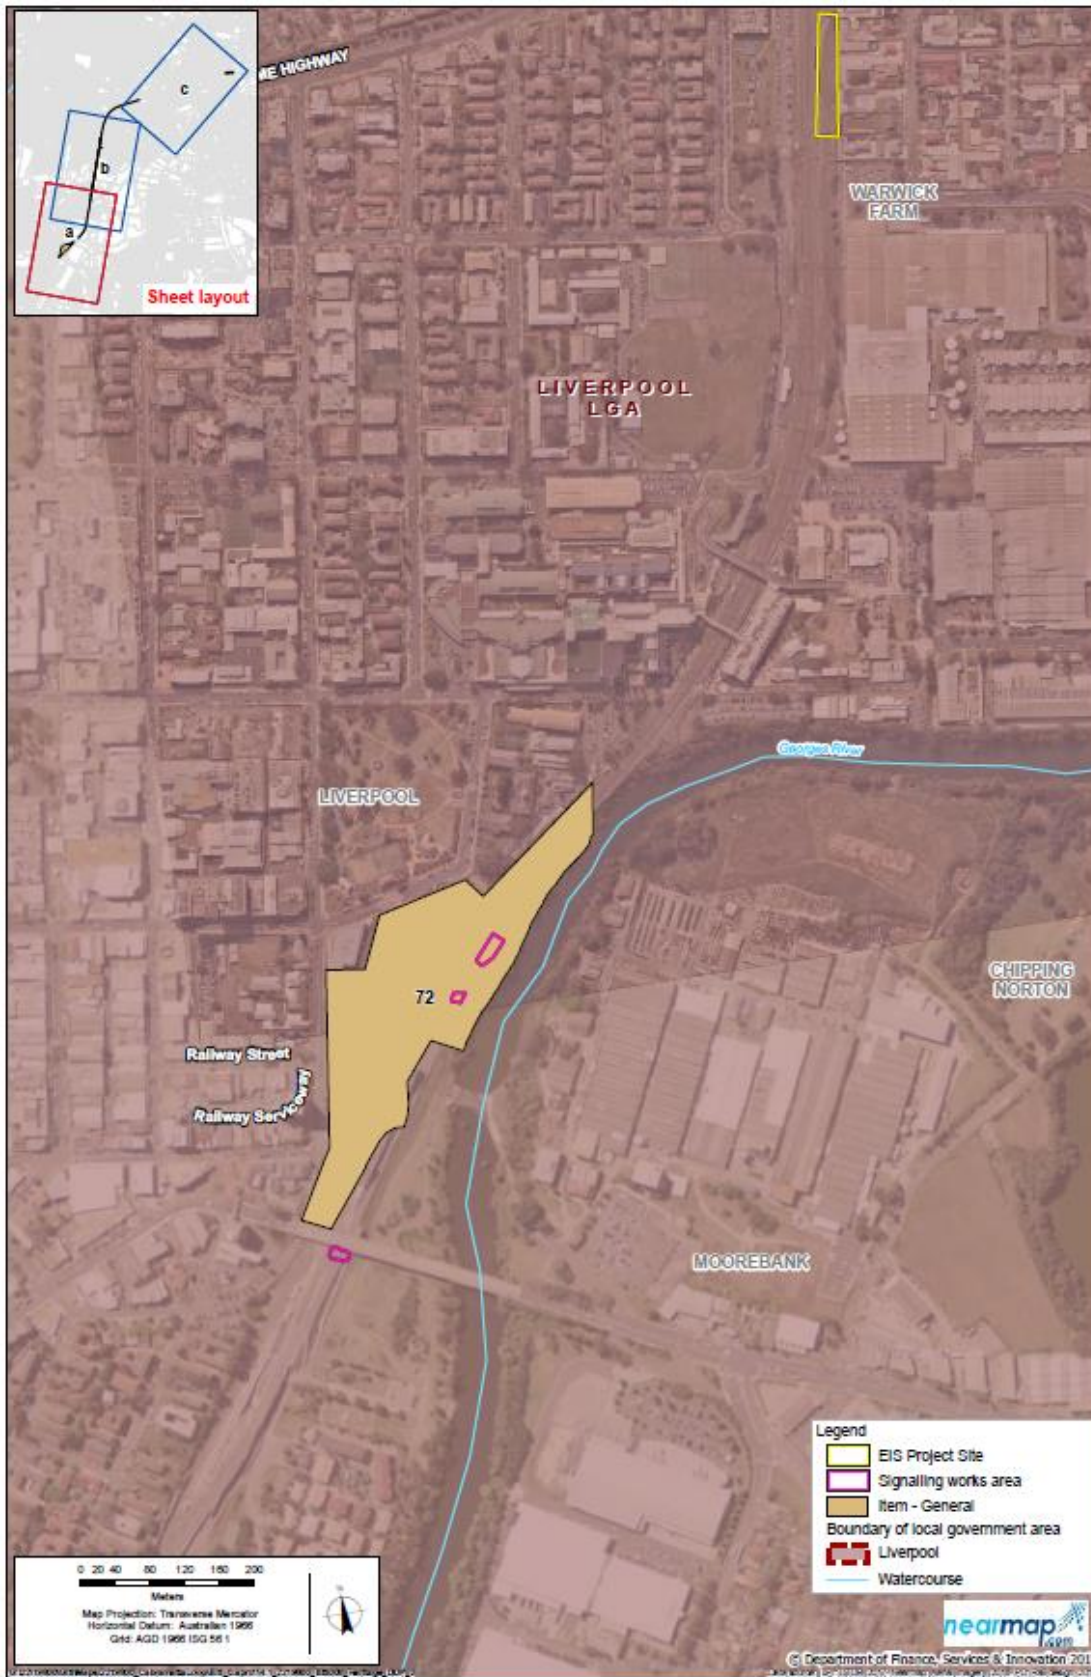 c
b
a
Sheet layout
ME HIGHWAY
WARWICK
FARM
LIVERPOOL
LGA
Georges River
LIVERPOOL
CHIPPING
NORTON
72
Railway Street
Railway Serviceway
MOOREBANK
Legend
EIS Project Site
Signalling works area
Item - General
Boundary of local government area
Liverpool
Watercourse
0 20 40 80 120 160 200
Meters
Map Projection: Transverse Mercator
Horizontal Datum: Australian 1966
Grid: AGD 1966 ISG 56 1
nearmap
.com
© Department of Finance, Services & Innovation 20